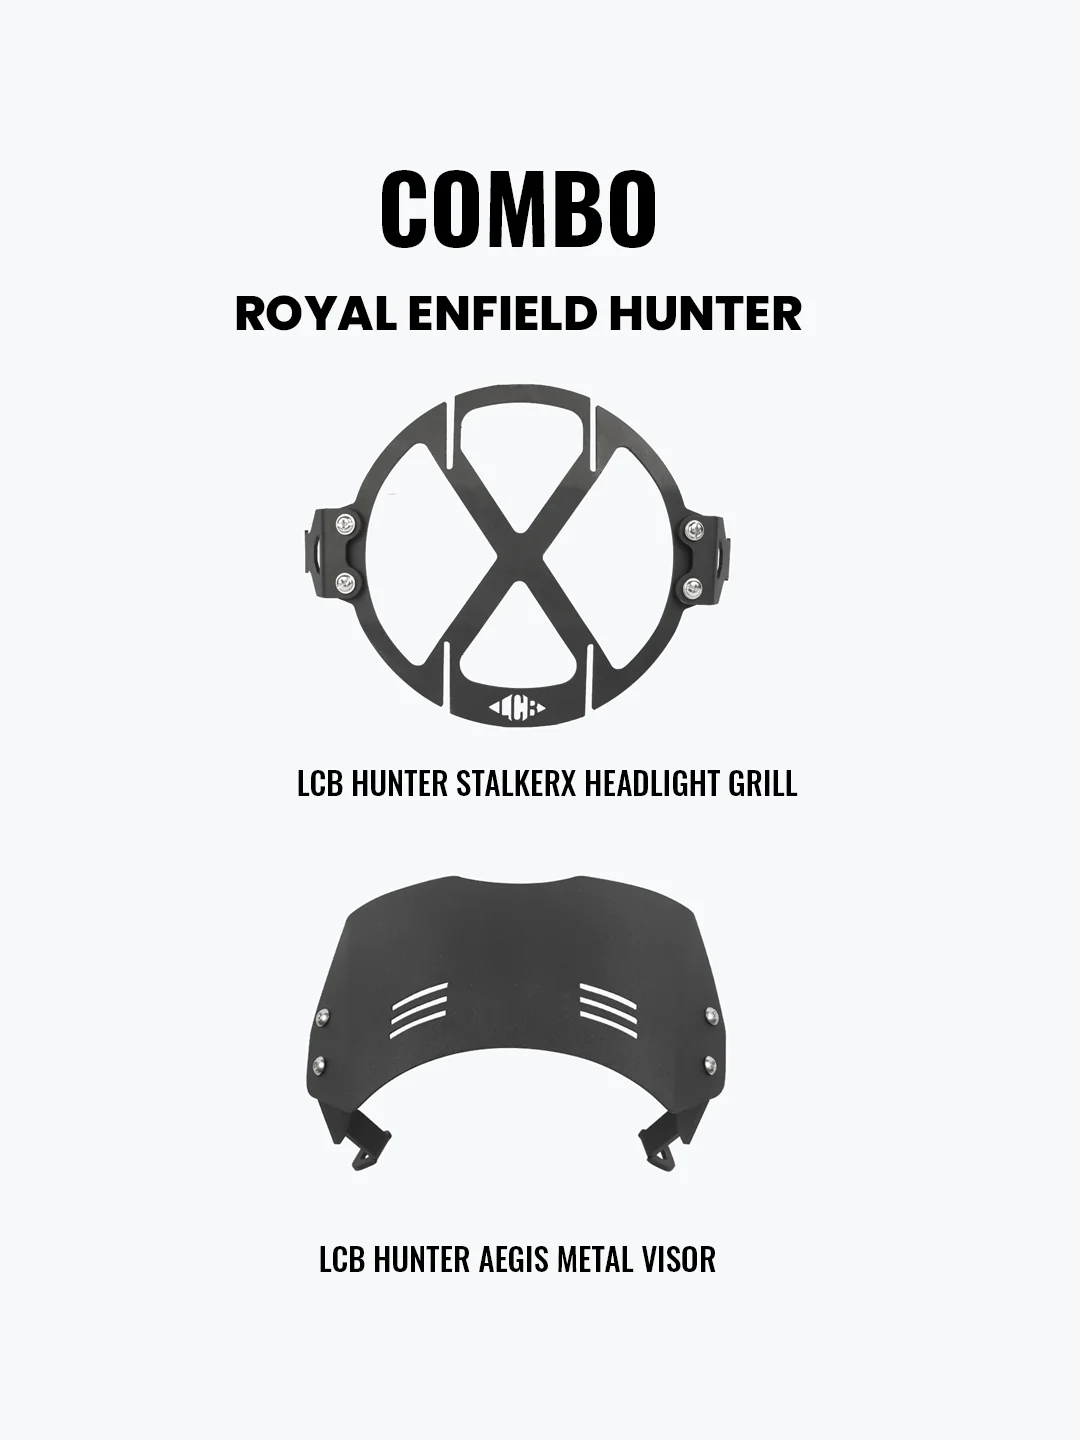 COMBO
ROYAL ENFIELD HUNTER
LCB
LCB HUNTER STALKERX HEADLIGHT GRILL
LCB HUNTER AEGIS METAL VISOR